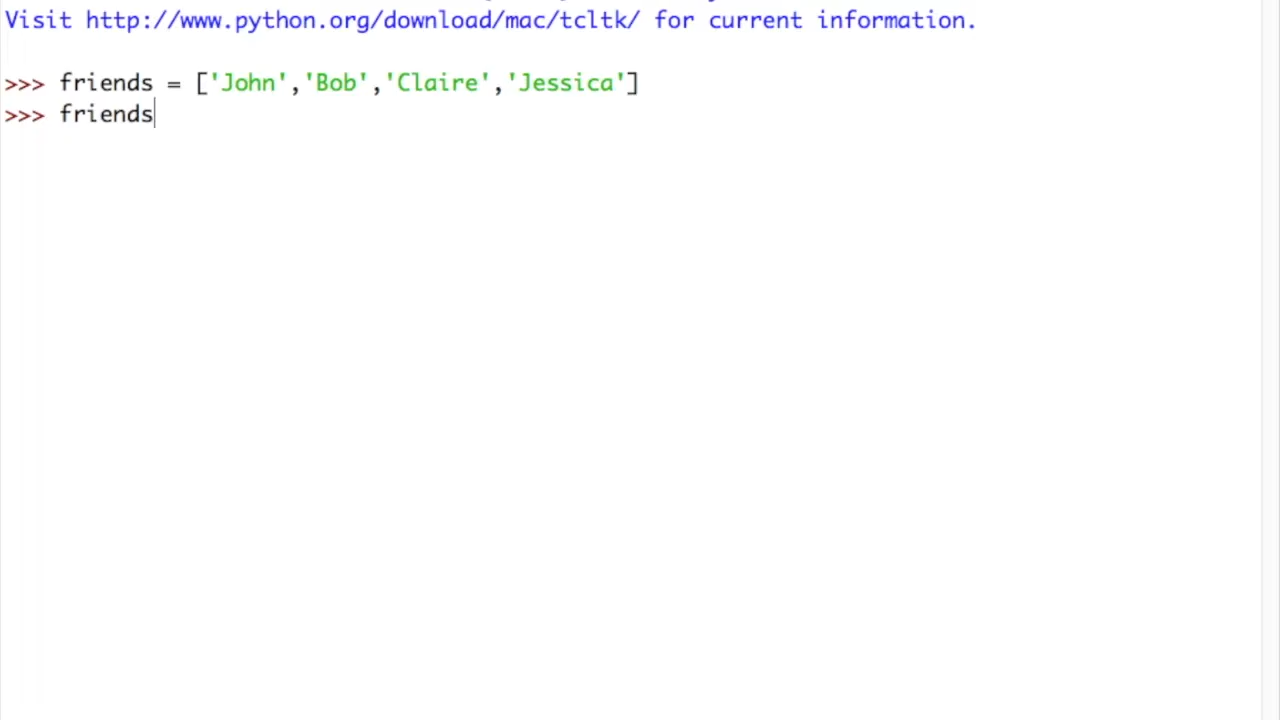 Visit http://www.python.org/download/mac/tcltk/ for current information.
>>> friends = ['John','Bob','Claire','Jessica']
>>> friends